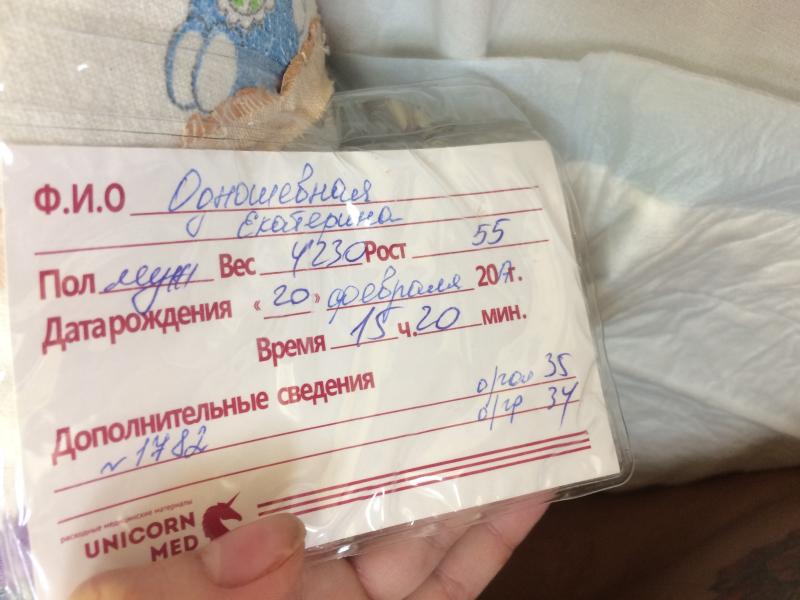 Ф.И.О Одношевная
Екатерина
Пол муж Вес 4230 Рост 55
Дата рождения «20» февраля 20 г.
Время 15 ч. 20 мин.
Дополнительные сведения о/гол 35
N 1782 о/гр 34
расходные медицинские материалы
UNICORN
MED